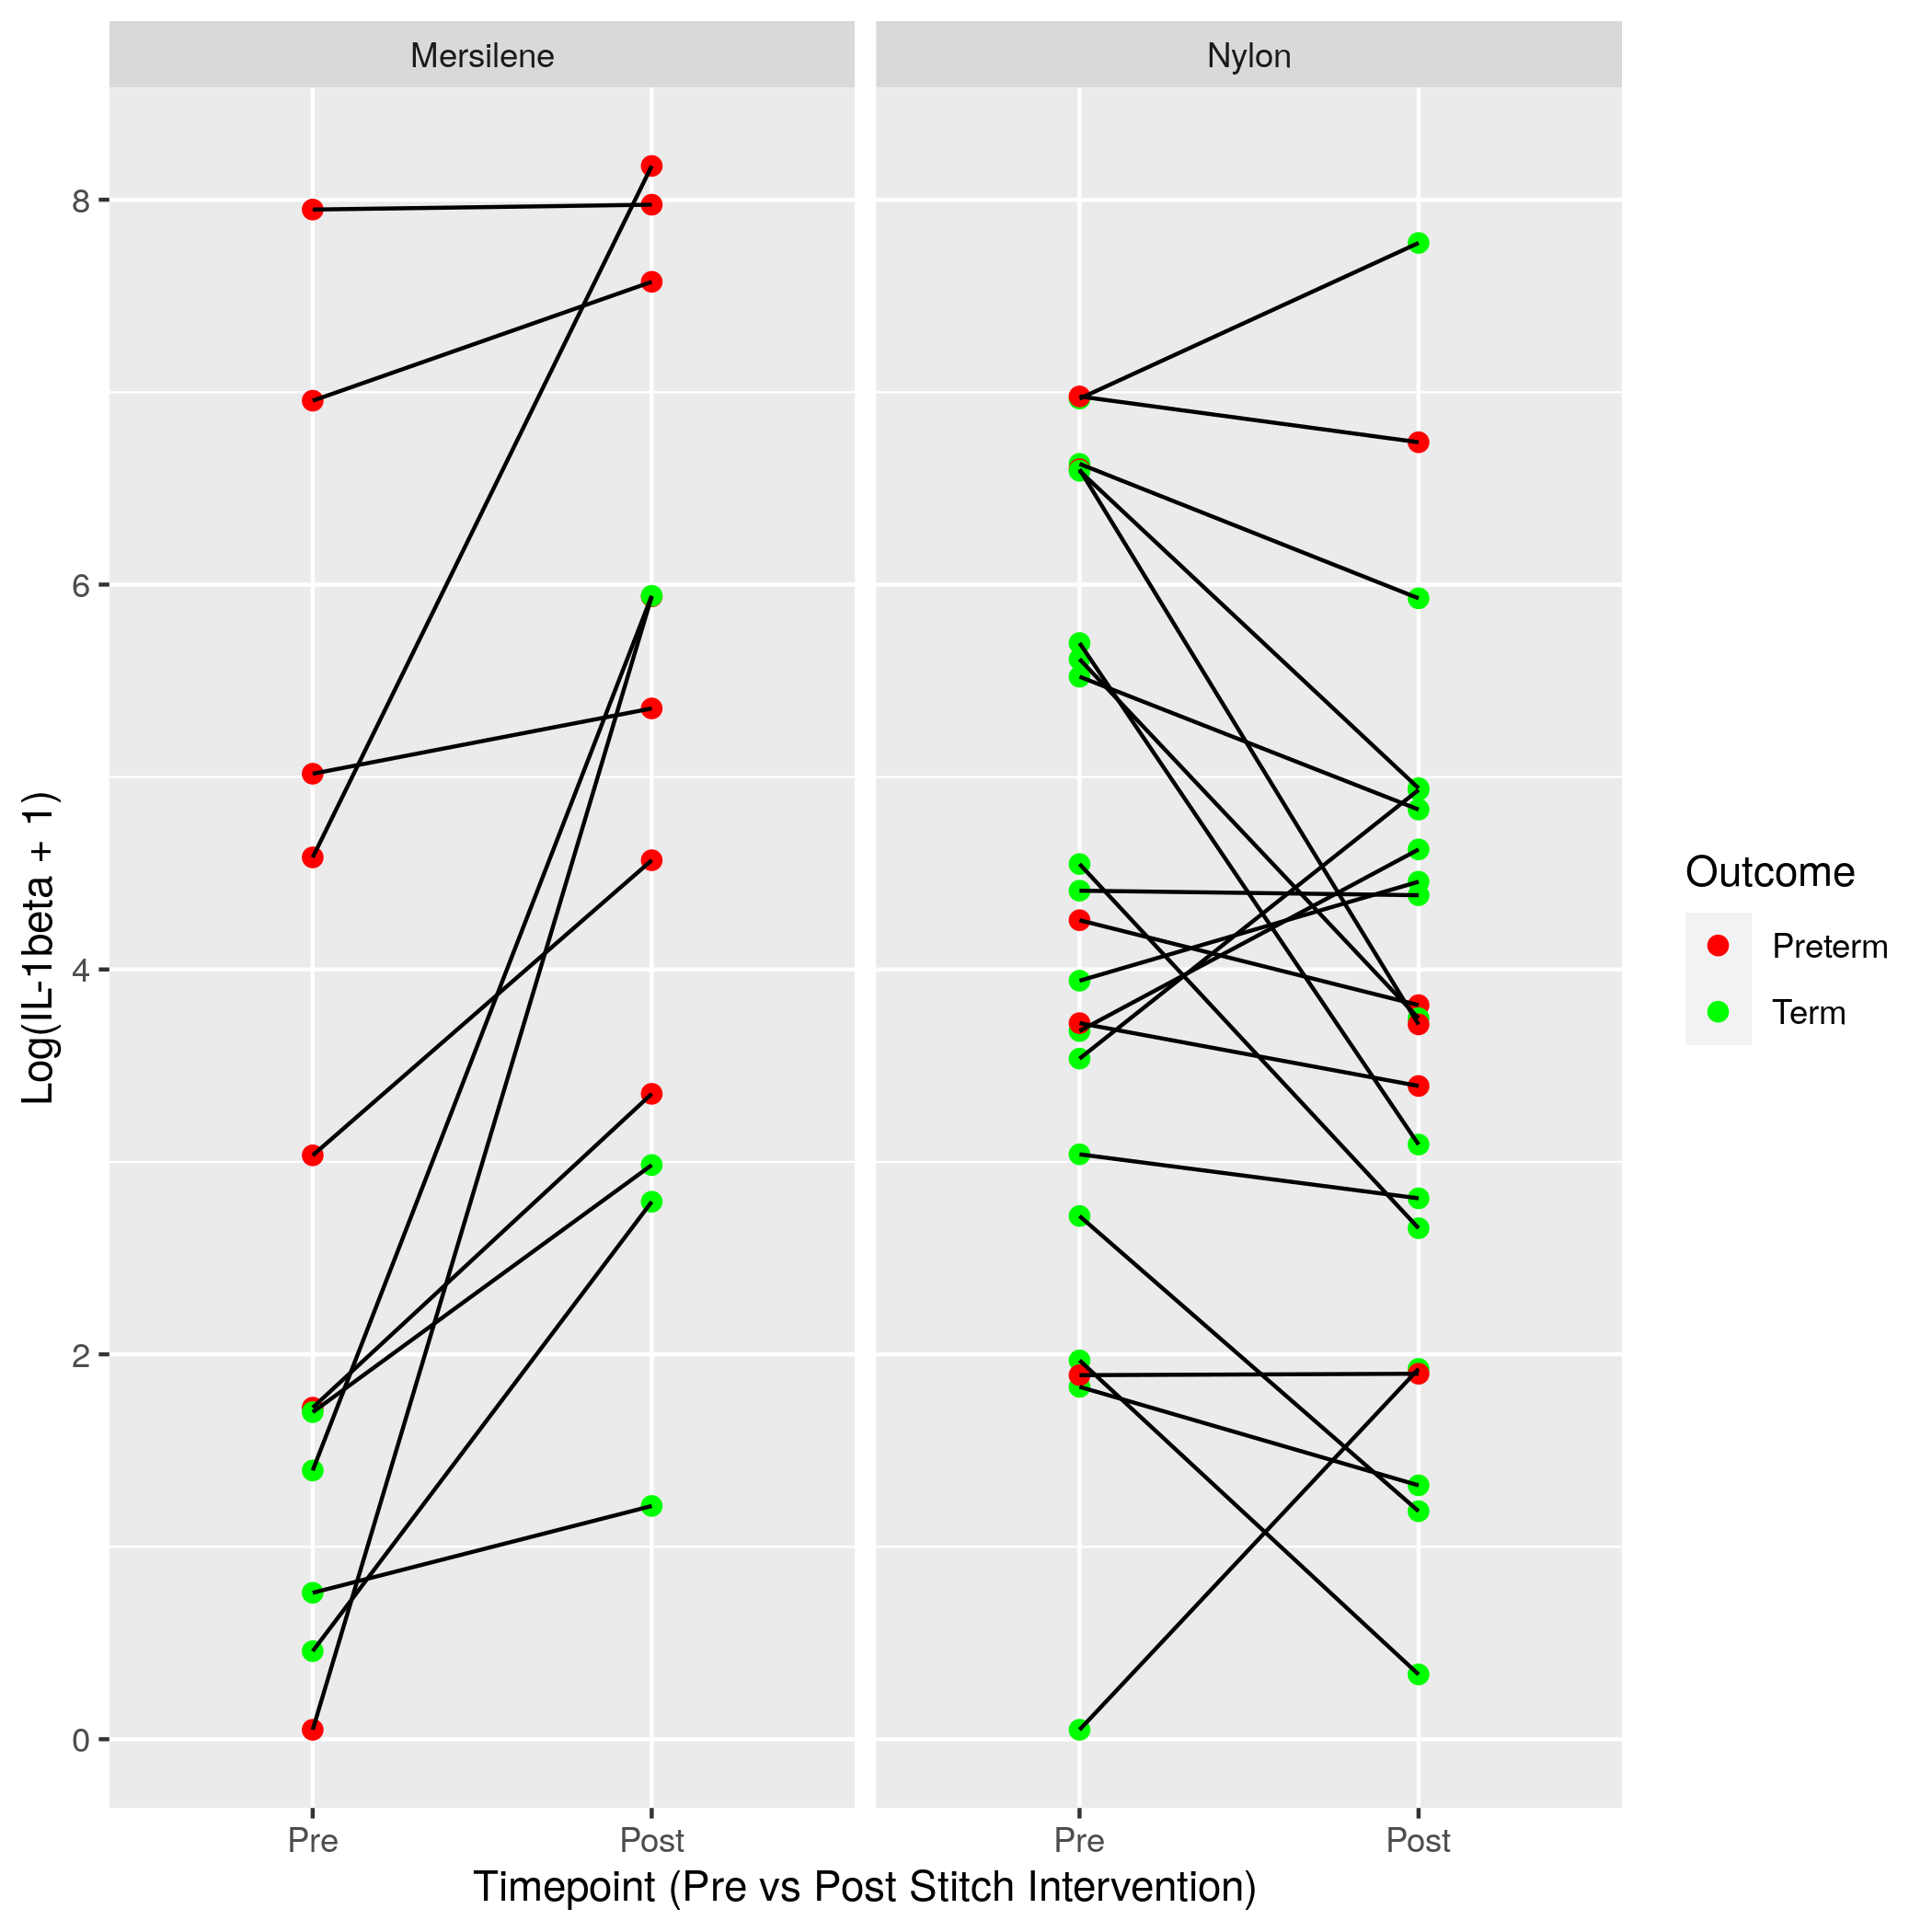 Mersilene
Nylon
8
6
4
2
0
Log(IL-1beta + 1)
Pre
Post
Pre
Post
Timepoint (Pre vs Post Stitch Intervention)
Outcome
Preterm
Term